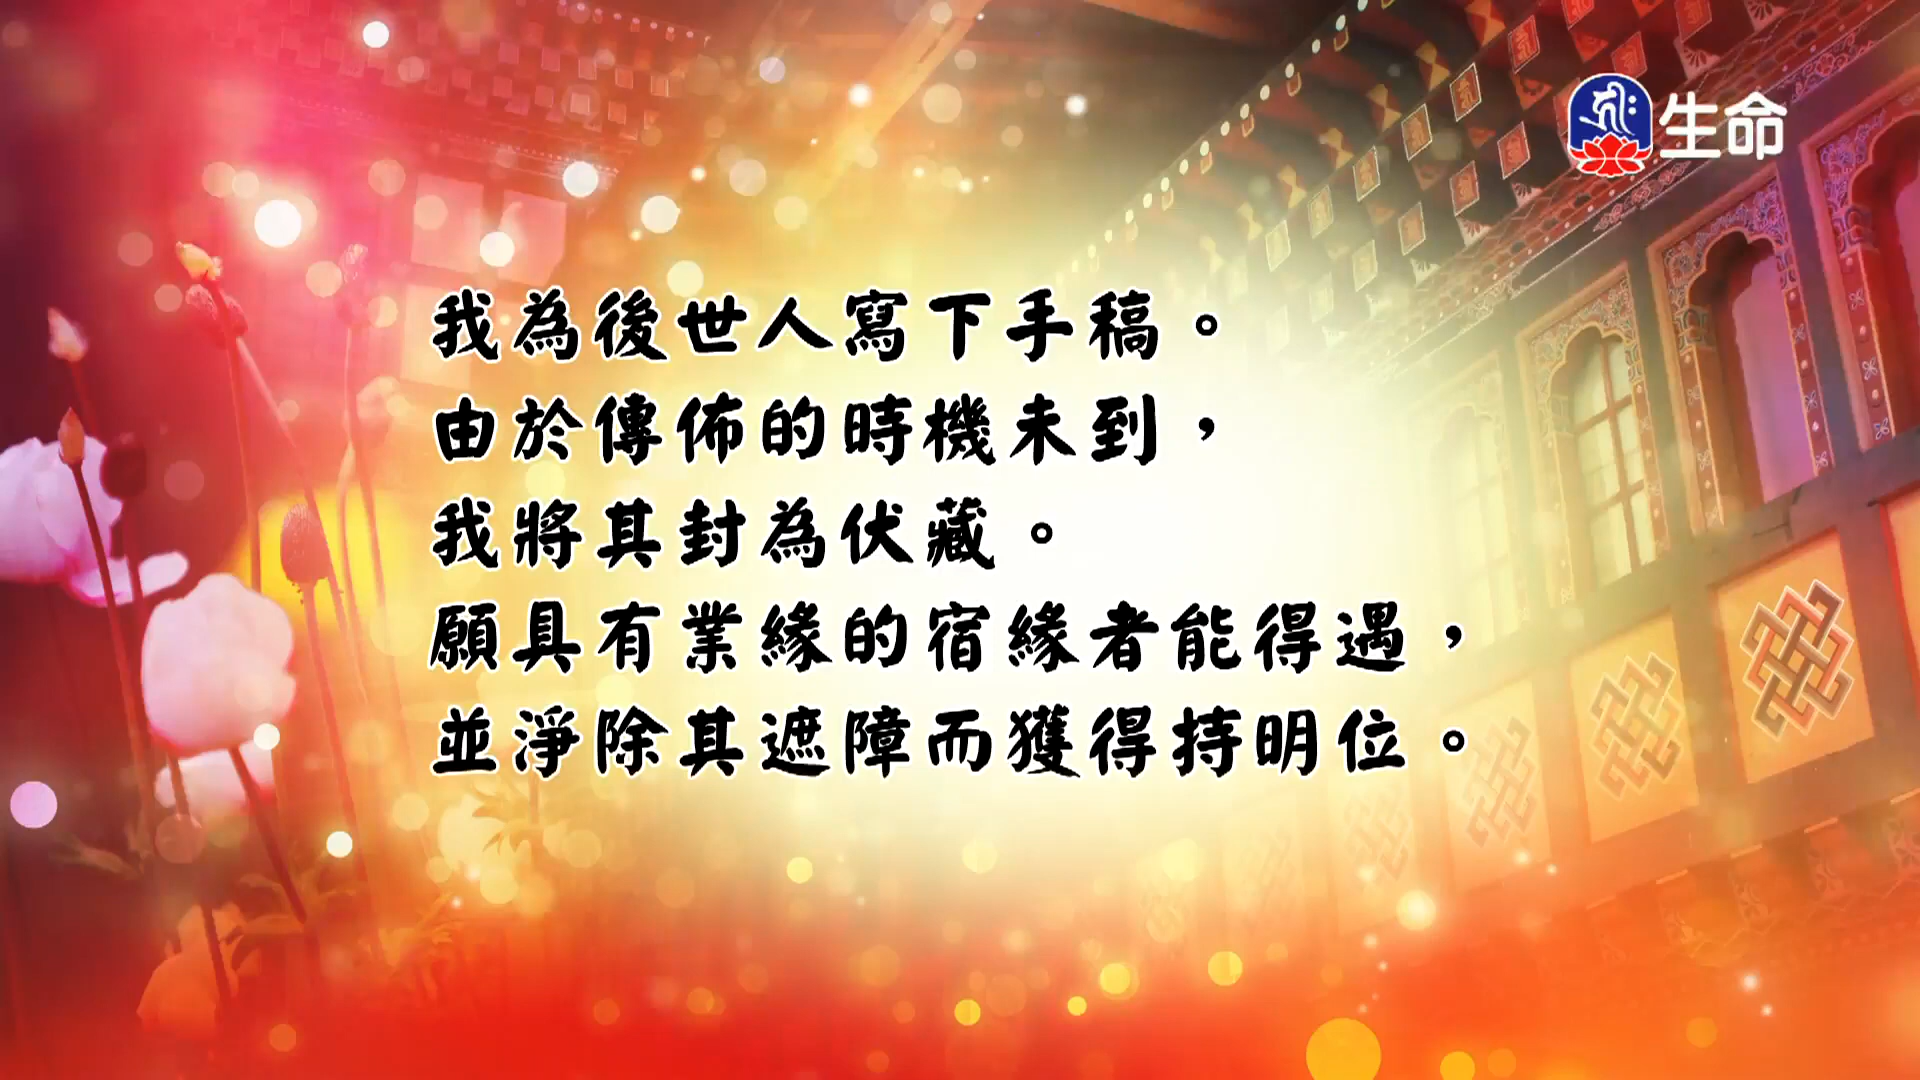 生命
我為後世人寫下手稿。
由於傳佈的時機未到，
我將其封為伏藏。
願具有業緣的宿緣者能得遇，
並淨除其遮障而獲得持明位。